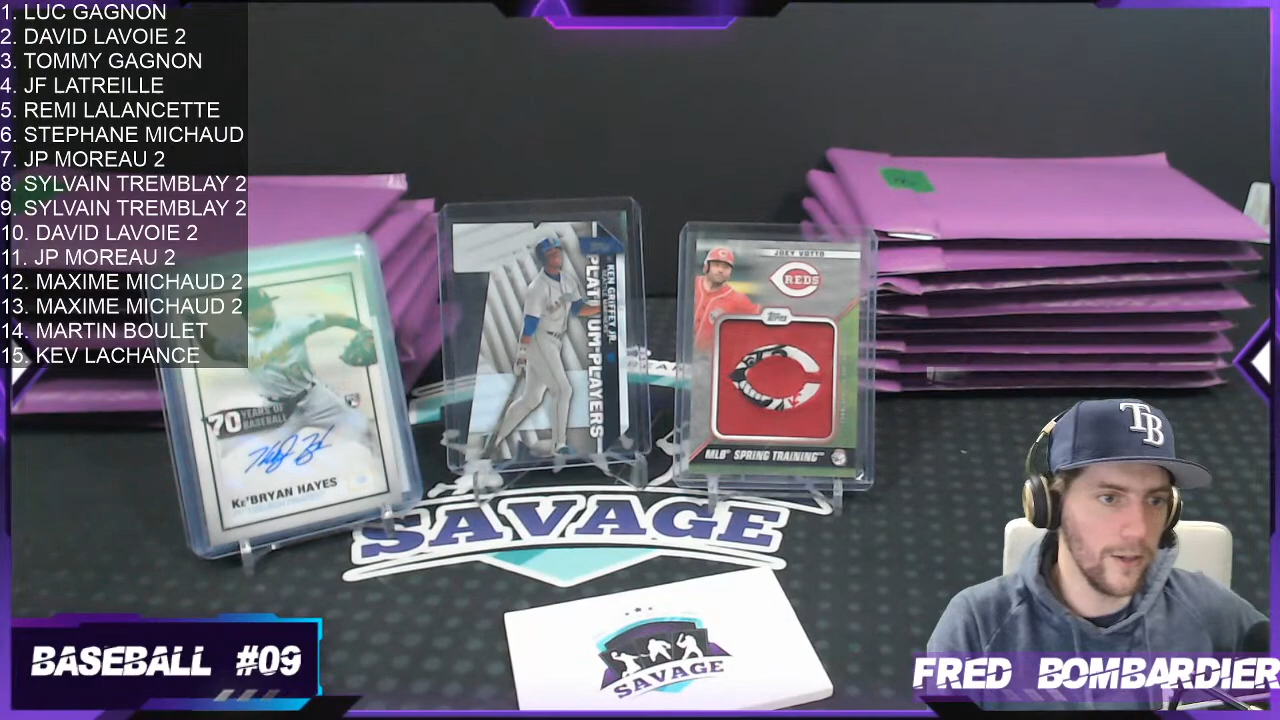 1. LUC GAGNON
2. DAVID LAVOIE 2
3. TOMMY GAGNON
4. JF LATREILLE
5. REMI LALANCETTE
6. STEPHANE MICHAUD
7. JP MOREAU 2
8. SYLVAIN TREMBLAY 2
9. SYLVAIN TREMBLAY 2
10. DAVID LAVOIE 2
11. JP MOREAU 2
12. MAXIME MICHAUD 2
13. MAXIME MICHAUD 2
14. MARTIN BOULET
15. KEV LACHANCE
70 YEARS OF
BASEBALL
KE'BRYAN HAYES
KEN GRIFFEY JR.
PLATINUM PLAYERS
JOEY VOTTO
REDS
Topps
MLB SPRING TRAINING
SAVAGE
SAVAGE
TB
BASEBALL #09
FRED BOMBARDIER